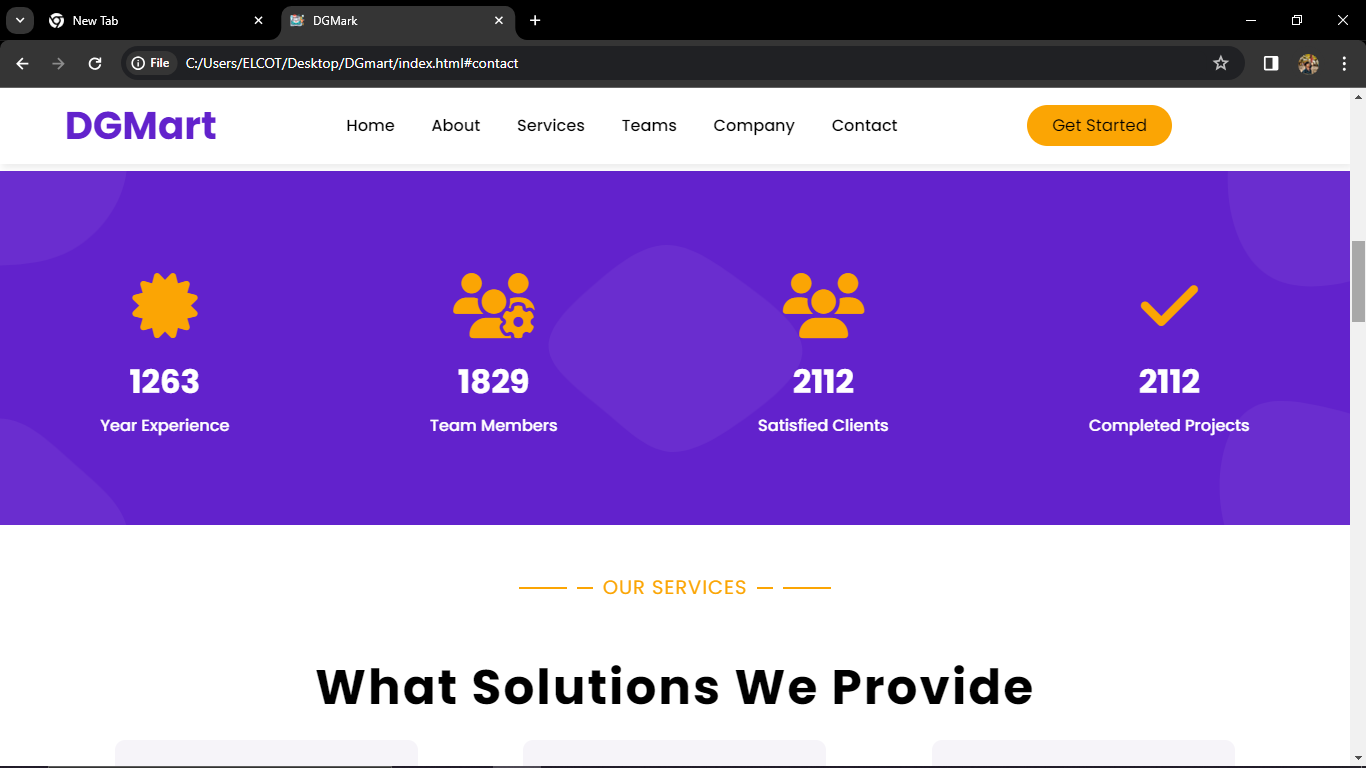 New Tab
DGMark
File C:/Users/ELCOT/Desktop/DGmart/index.html#contact
DGMart Home About Services Teams Company Contact Get Started
1263 1829 2112 2112
Year Experience Team Members Satisfied Clients Completed Projects
OUR SERVICES
What Solutions We Provide